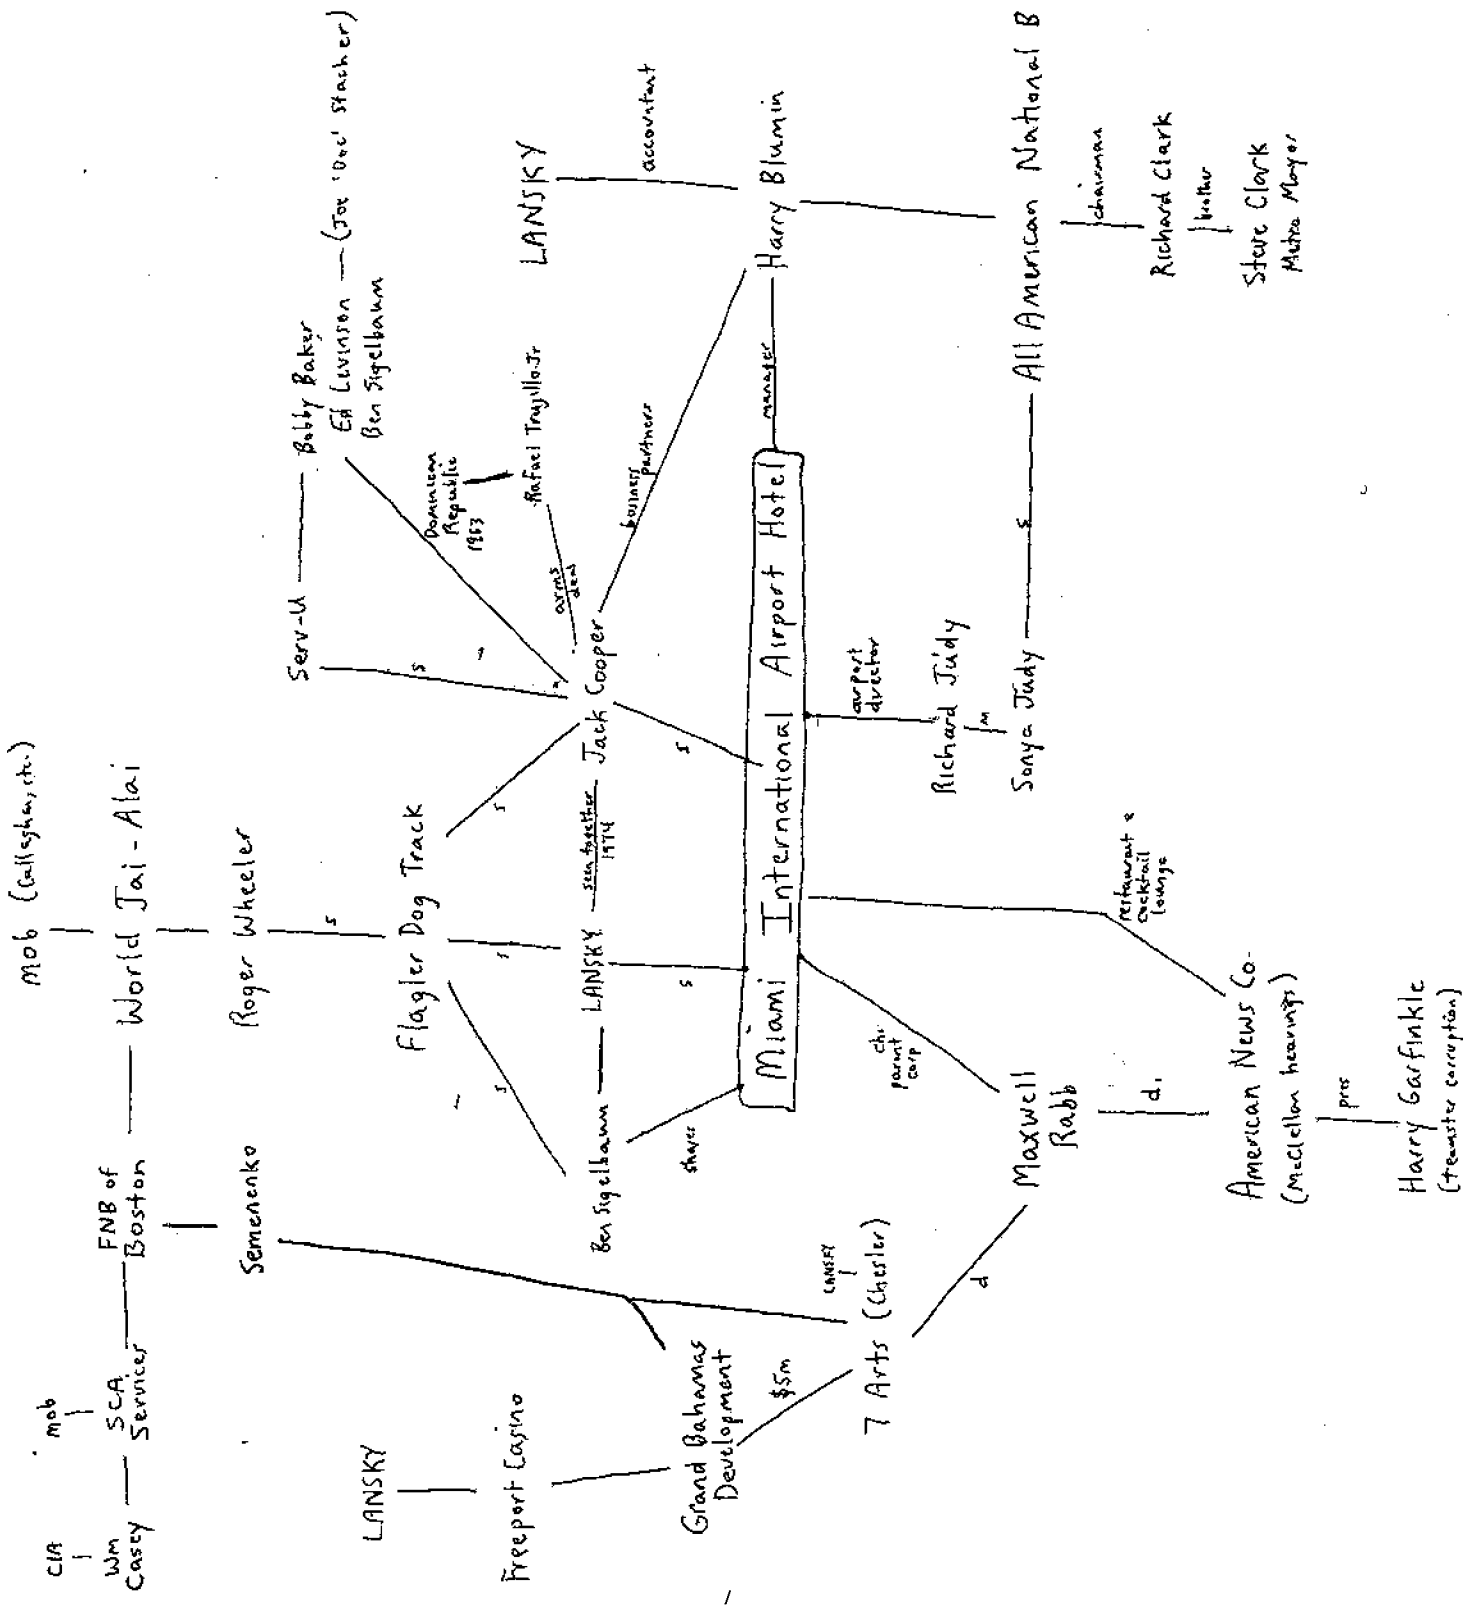 mob (Callaghan, etc.)
CIA
mob
Wm
Casey
SCA
Services
FNB of
Boston
World Jai-Alai
Semenenko
Roger Wheeler
Serv-U
Bobby Baker
Ed Levinson (Joe 'Doc' Stacher)
Ben Sigelbaum
s
s
LANSKY
Flagler Dog Track
Dominican
Republic
1963
s
s
s
Freeport Casino
Rafael Trujillo Jr
LANSKY
arms
deal
Ben Sigelbaum
LANSKY
seen together
1974
Jack Cooper
business
partners
accountant
shares
s
s
Grand Bahamas
Development
$5m
Miami International Airport Hotel
manager
Harry Blumin
LANSKY
7 Arts (Chesler)
chr
parent
corp
airport
director
d
Maxwell
Rabb
Richard Judy
M
Sonya Judy
s
All American National B
restaurant &
cocktail
lounge
d.
chairman
American News Co.
(McClellan hearings)
Richard Clark
brother
pres
Steve Clark
Metro Mayor
Harry Garfinkle
(teamster corruption)